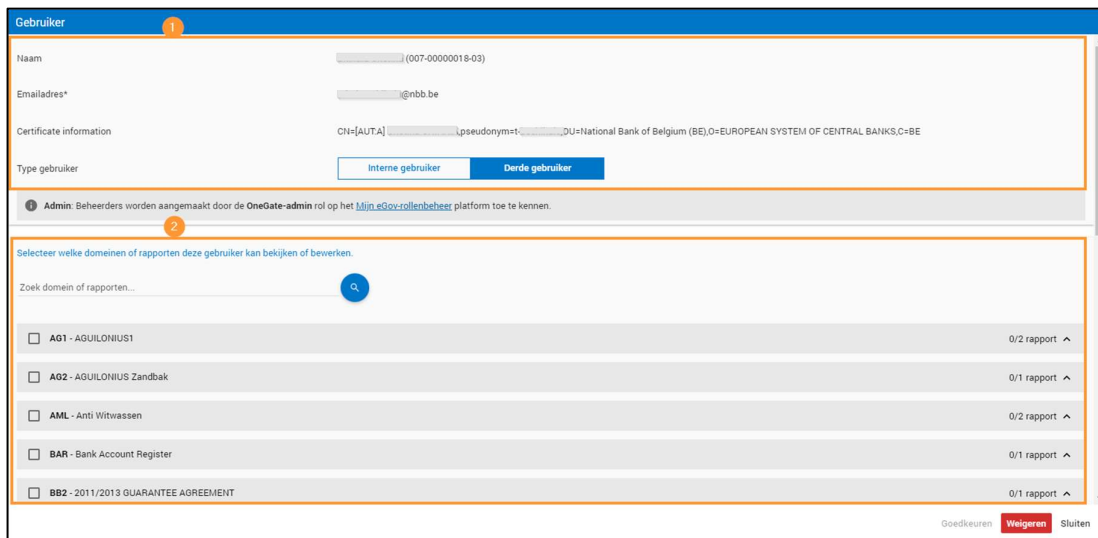 Gebruiker
1
Naam (007-00000018-03)
Emailadres* @nbb.be
Certificate information CN=[AUT:A] ,pseudonym=t- ,OU=National Bank of Belgium (BE),O=EUROPEAN SYSTEM OF CENTRAL BANKS,C=BE
Type gebruiker Interne gebruiker Derde gebruiker
Admin: Beheerders worden aangemaakt door de OneGate-admin rol op het Mijn eGov-rollenbeheer platform toe te kennen.
2
Selecteer welke domeinen of rapporten deze gebruiker kan bekijken of bewerken.
Zoek domein of rapporten...
AG1 - AGUILONIUS1 0/2 rapport
AG2 - AGUILONIUS Zandbak 0/1 rapport
AML - Anti Witwassen 0/2 rapport
BAR - Bank Account Register 0/1 rapport
BB2 - 2011/2013 GUARANTEE AGREEMENT 0/1 rapport
Goedkeuren Weigeren Sluiten